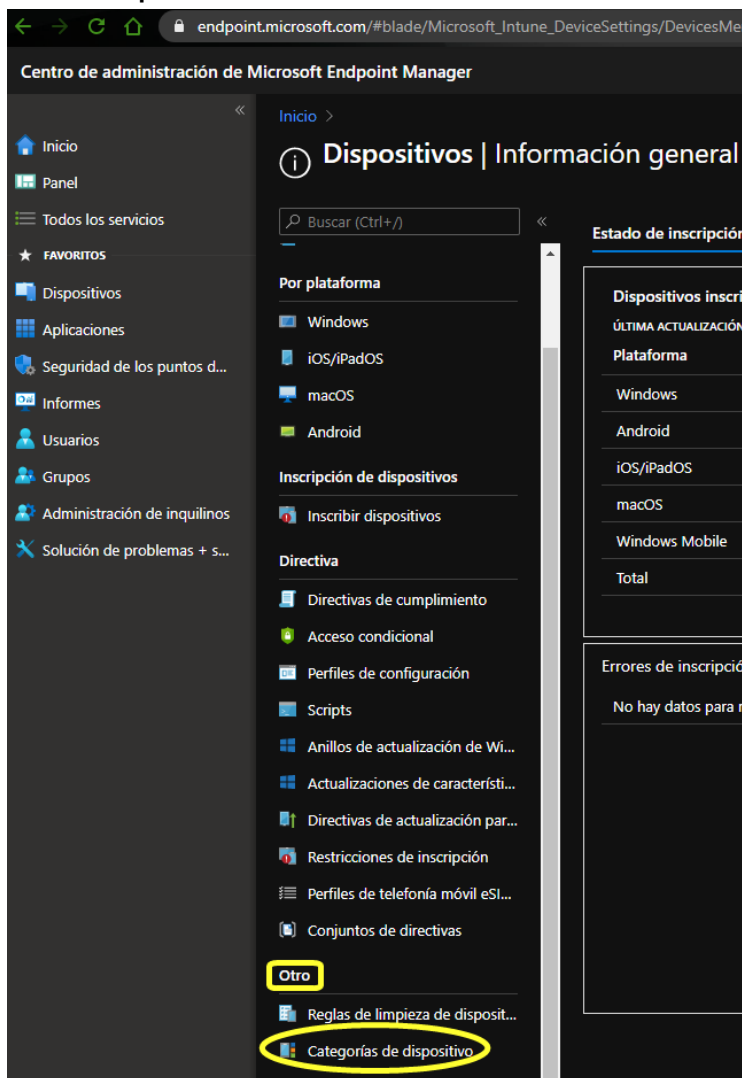 endpoint.microsoft.com/#blade/Microsoft_Intune_DeviceSettings/DevicesMe
Centro de administración de Microsoft Endpoint Manager
«
Inicio
Panel
Todos los servicios
FAVORITOS
Dispositivos
Aplicaciones
Seguridad de los puntos d...
Informes
Usuarios
Grupos
Administración de inquilinos
Solución de problemas + s...
Inicio >
Dispositivos | Información general
Buscar (Ctrl+/)
«
Por plataforma
Windows
iOS/iPadOS
macOS
Android
Inscripción de dispositivos
Inscribir dispositivos
Directiva
Directivas de cumplimiento
Acceso condicional
Perfiles de configuración
Scripts
Anillos de actualización de Wi...
Actualizaciones de característi...
Directivas de actualización par...
Restricciones de inscripción
Perfiles de telefonía móvil eSI...
Conjuntos de directivas
Otro
Reglas de limpieza de disposit...
Categorías de dispositivo
Estado de inscripción
Dispositivos inscri
ÚLTIMA ACTUALIZACIÓN
Plataforma
Windows
Android
iOS/iPadOS
macOS
Windows Mobile
Total
Errores de inscripció
No hay datos para